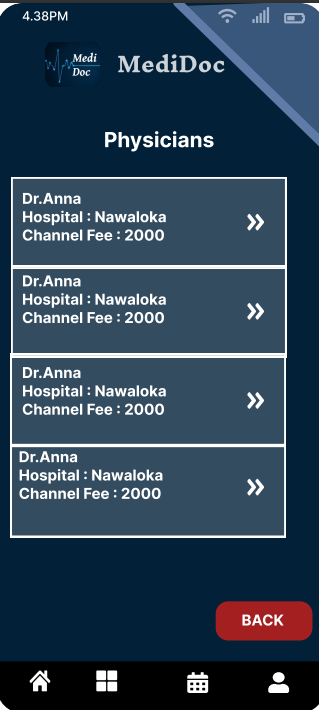 4.38PM
Medi
Doc
MediDoc
Physicians
Dr.Anna
Hospital : Nawaloka
Channel Fee : 2000
Dr.Anna
Hospital : Nawaloka
Channel Fee : 2000
Dr.Anna
Hospital : Nawaloka
Channel Fee : 2000
Dr.Anna
Hospital : Nawaloka
Channel Fee : 2000
BACK